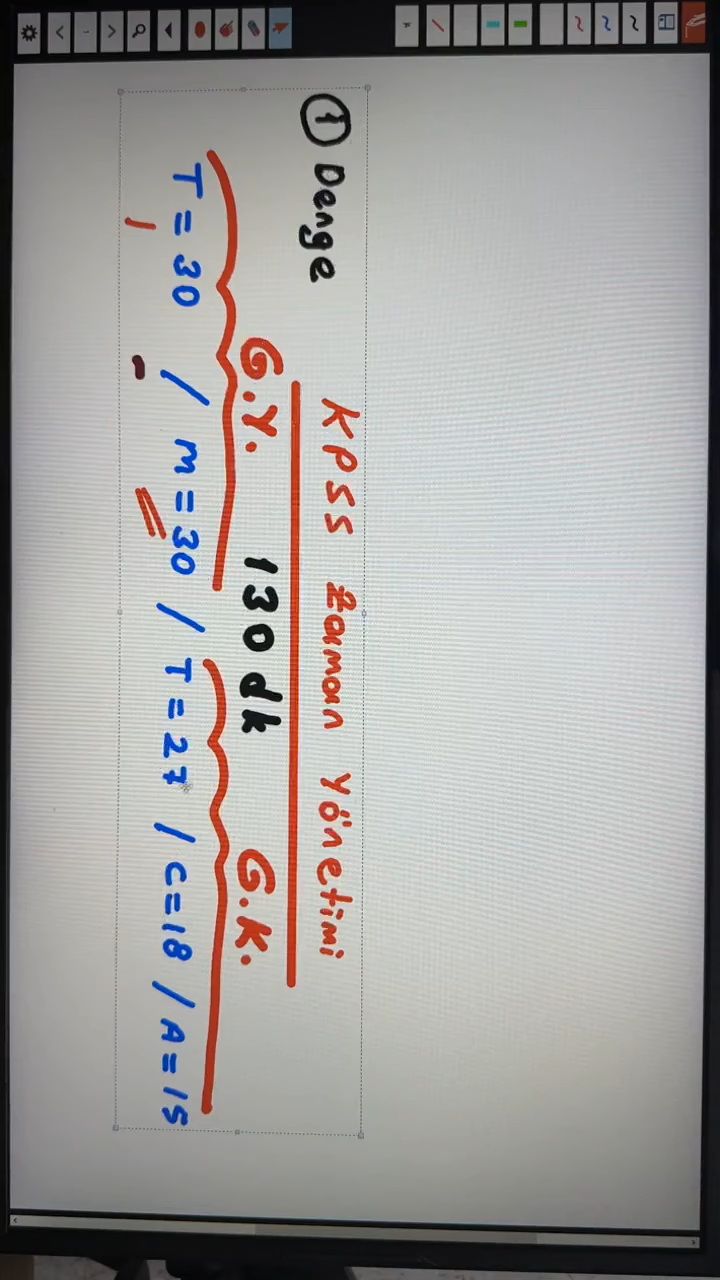 KPSS Zaman Yönetimi
① Denge
G.Y. 130 dk G.K.
T = 30 / m = 30 / T = 27 / C = 18 / A = 15